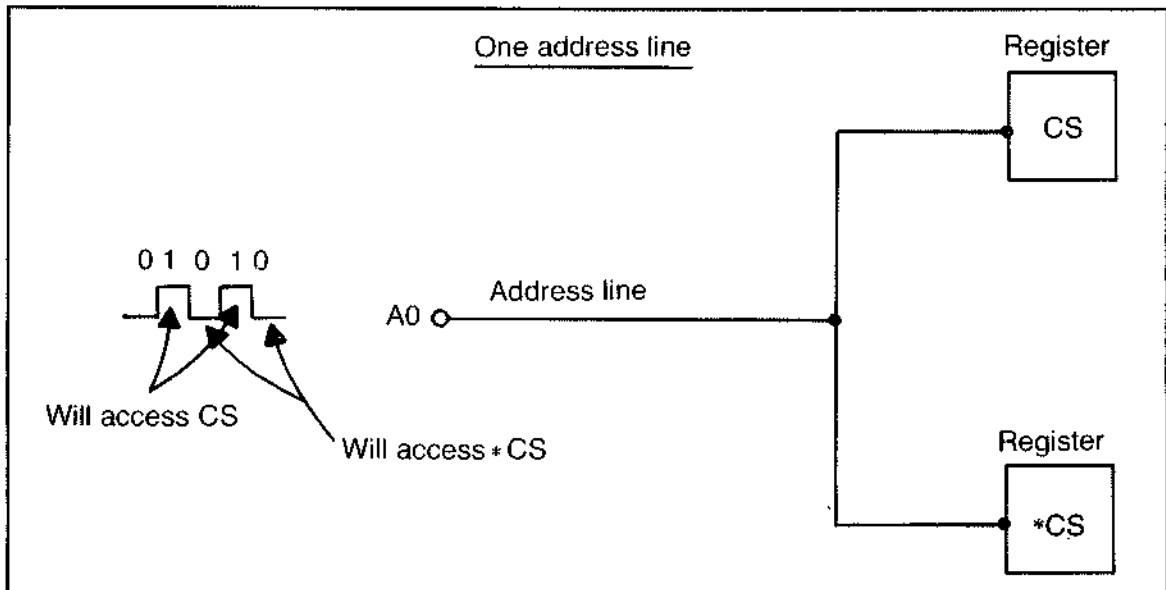 One address line
Register
CS
0 1 0 1 0
Address line
A0
Will access CS
Will access *CS
Register
*CS